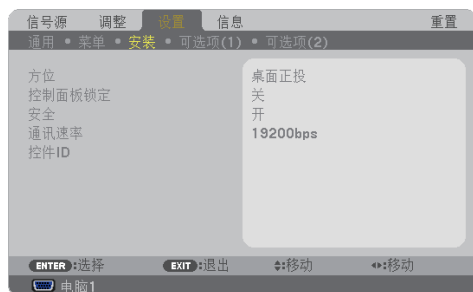 信号源 调整 设置 信息 重置
通用 • 菜单 • 安装 • 可选项(1) • 可选项(2)
方位 桌面正投
控制面板锁定 关
安全 开
通讯速率 19200bps
控件ID
ENTER:选择 EXIT:退出 :移动 :移动
电脑1